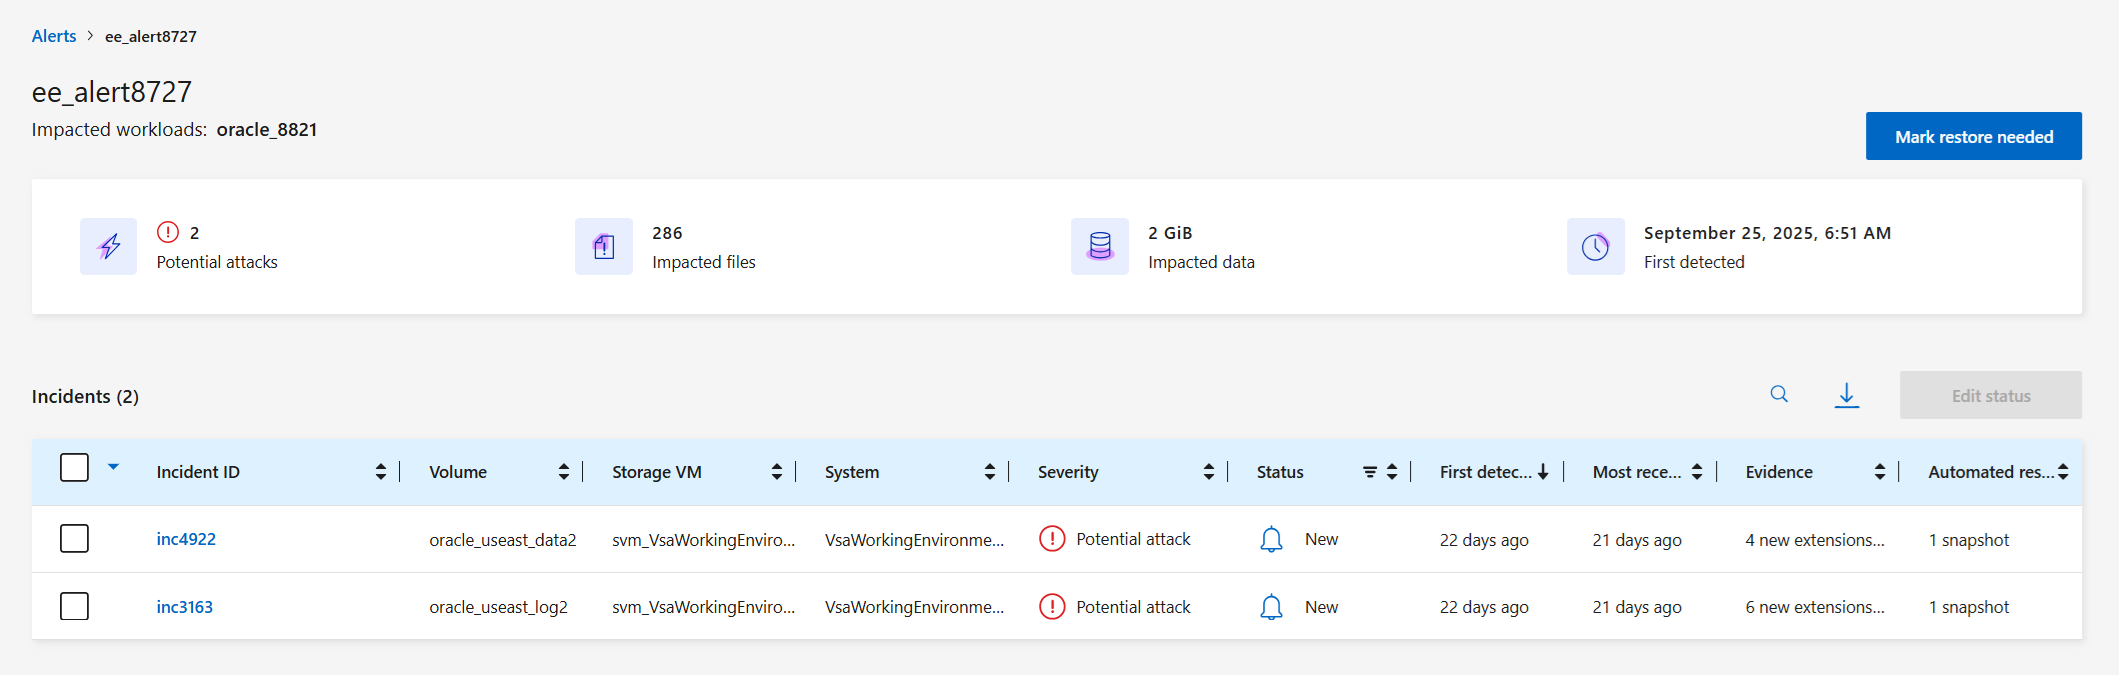 Alerts > ee_alert8727
ee_alert8727
Impacted workloads: oracle_8821
Mark restore needed
2
Potential attacks
286
Impacted files
2 GiB
Impacted data
September 25, 2025, 6:51 AM
First detected
Incidents (2)
Edit status
Incident ID Volume Storage VM System Severity Status First detec... Most rece... Evidence Automated res...
inc4922 oracle_useast_data2 svm_VsaWorkingEnviro... VsaWorkingEnvironme... Potential attack New 22 days ago 21 days ago 4 new extensions... 1 snapshot
inc3163 oracle_useast_log2 svm_VsaWorkingEnviro... VsaWorkingEnvironme... Potential attack New 22 days ago 21 days ago 6 new extensions... 1 snapshot